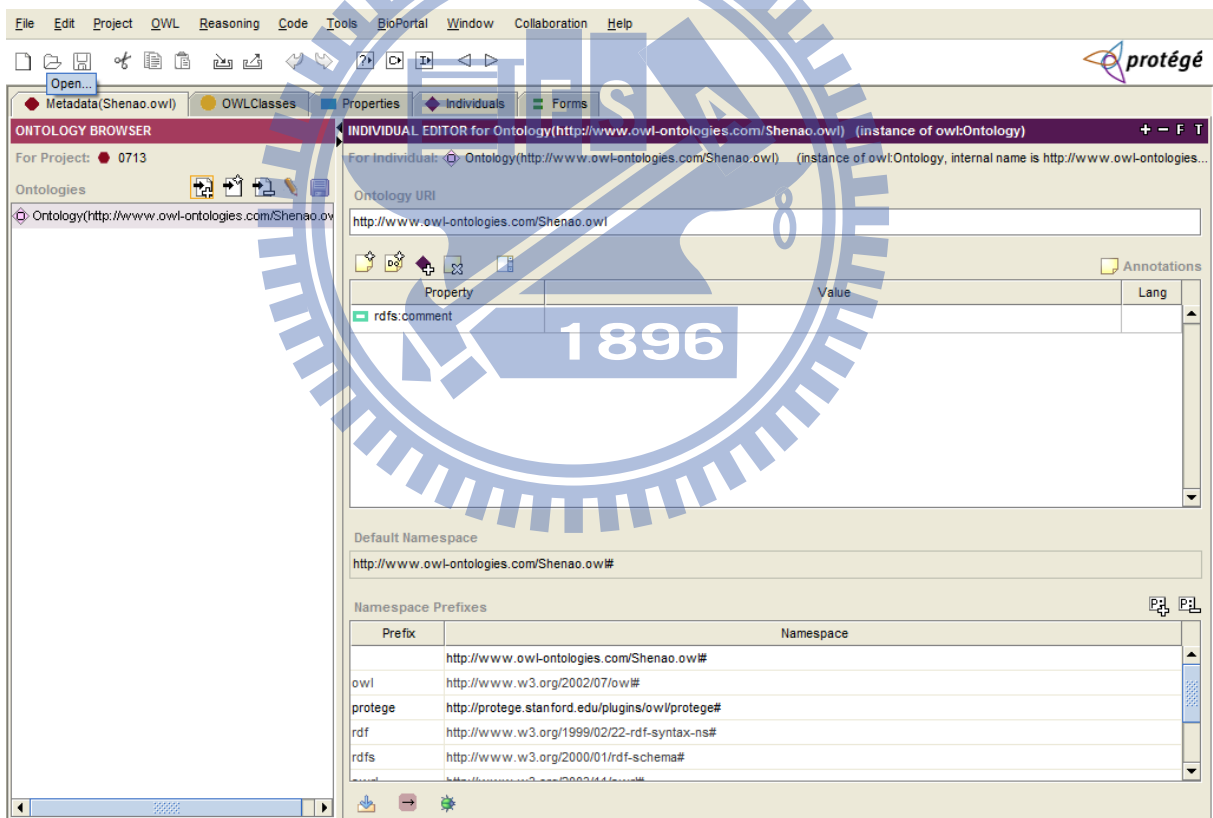 File Edit Project OWL Reasoning Code Tools BioPortal Window Collaboration Help
protégé
Open...
Metadata(Shenao.owl) OWLClasses Properties Individuals Forms
ONTOLOGY BROWSER
For Project: 0713
Ontologies
Ontology(http://www.owl-ontologies.com/Shenao.ov
INDIVIDUAL EDITOR for Ontology(http://www.owl-ontologies.com/Shenao.owl) (instance of owl:Ontology) + - F T
For Individual: Ontology(http://www.owl-ontologies.com/Shenao.owl) (instance of owl:Ontology, internal name is http://www.owl-ontologies...
Ontology URI
http://www.owl-ontologies.com/Shenao.owl
Annotations
Property Value Lang
rdfs:comment
ESA
8
1896
Default Namespace
http://www.owl-ontologies.com/Shenao.owl#
Namespace Prefixes
Prefix Namespace
http://www.owl-ontologies.com/Shenao.owl#
owl http://www.w3.org/2002/07/owl#
protege http://protege.stanford.edu/plugins/owl/protege#
rdf http://www.w3.org/1999/02/22-rdf-syntax-ns#
rdfs http://www.w3.org/2000/01/rdf-schema#